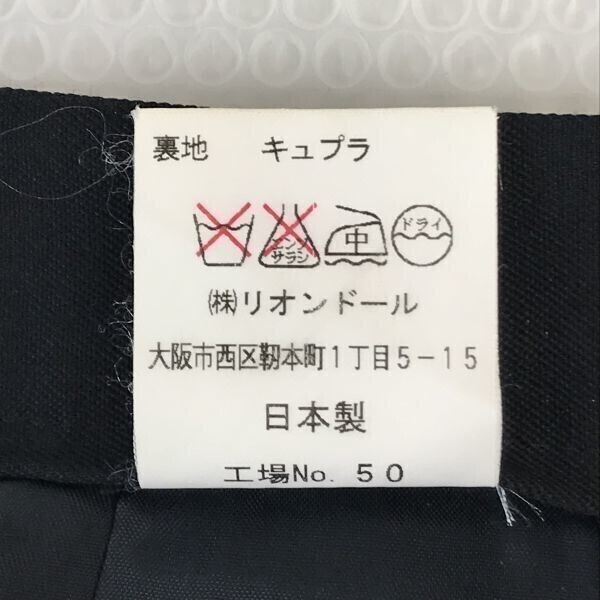 裏地 キュプラ
エンソ サラシ 中 ドライ
㈱リオンドール
大阪市西区靱本町1丁目5-15
日本製
工場No. 50